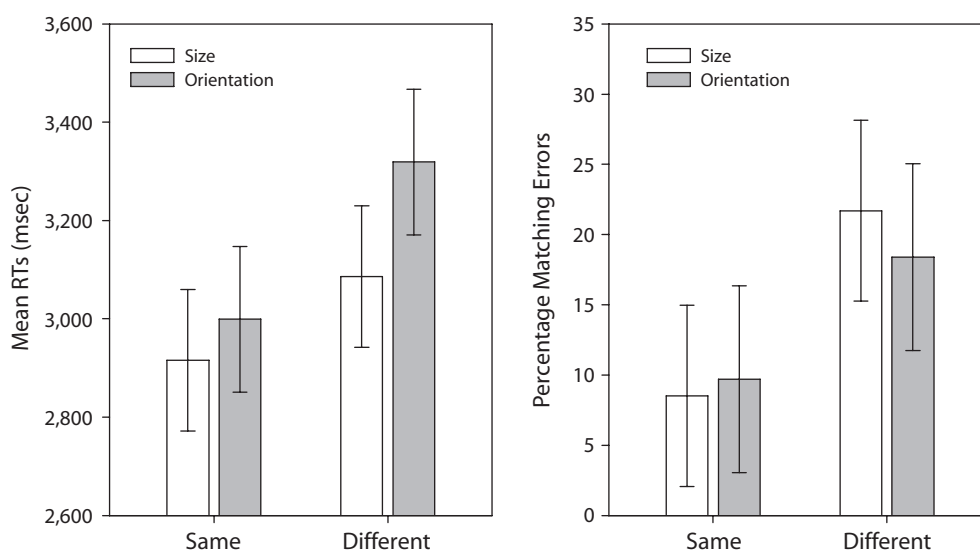 Mean RTs (msec)
3,600
3,400
3,200
3,000
2,800
2,600
Size
Orientation
Same
Different
Percentage Matching Errors
35
30
25
20
15
10
5
0
Size
Orientation
Same
Different